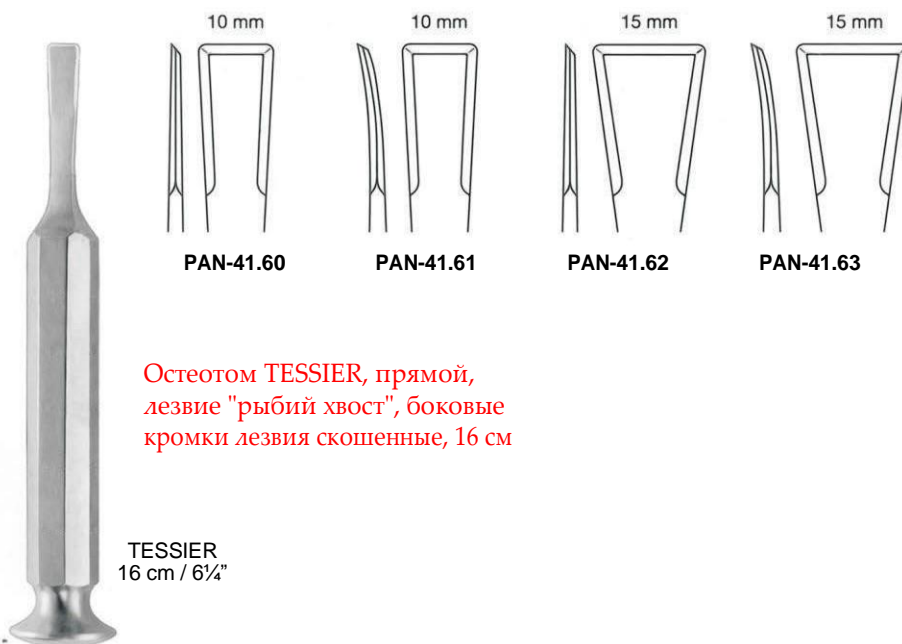 10 mm 10 mm 15 mm 15 mm
PAN-41.60 PAN-41.61 PAN-41.62 PAN-41.63
Остеотом TESSIER, прямой,
лезвие "рыбий хвост", боковые
кромки лезвия скошенные, 16 см
TESSIER
16 cm / 6¼”